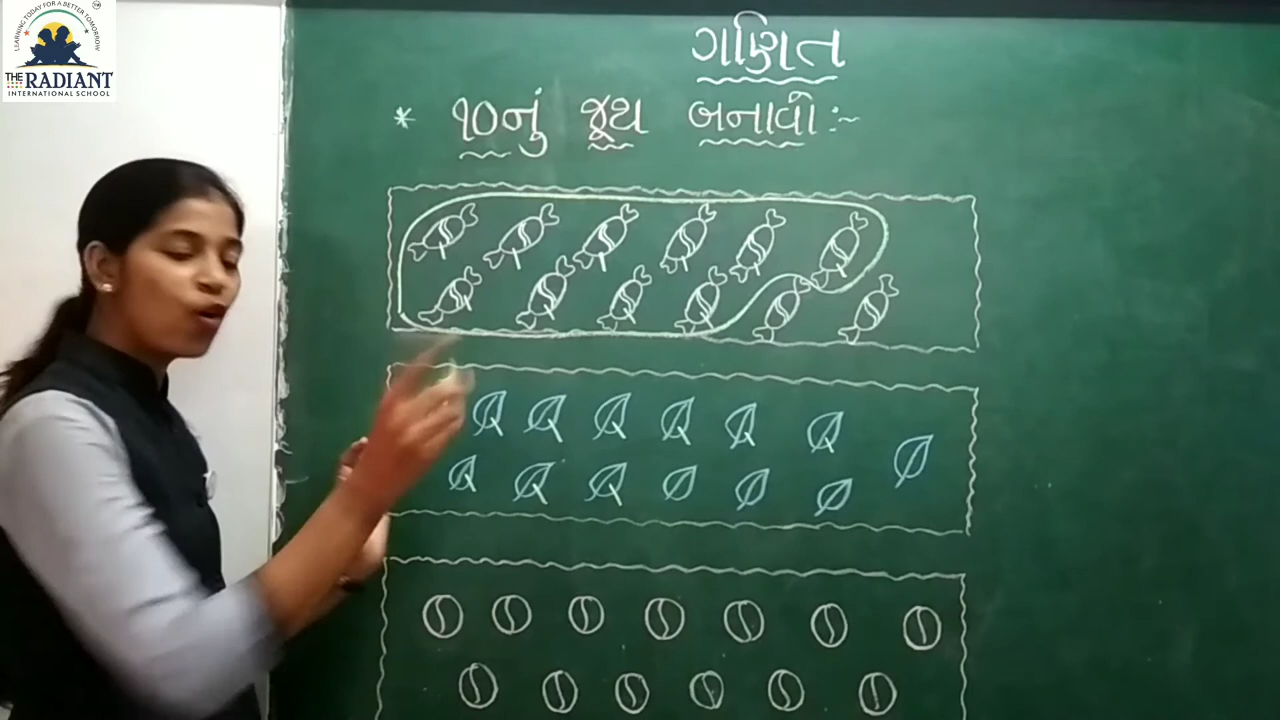 LEARNING TODAY FOR A BETTER TOMORROW
THE RADIANT
INTERNATIONAL SCHOOL
ગણિત
* ૧૦નું જૂથ બનાવો :~